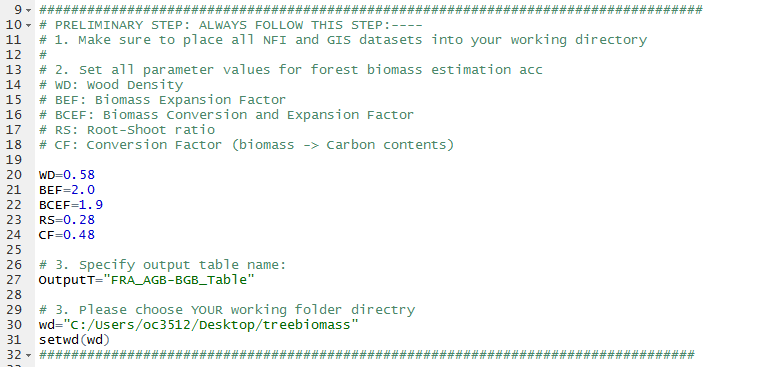 9 ###################################################################################
10 # PRELIMINARY STEP: ALWAYS FOLLOW THIS STEP:----
11 # 1. Make sure to place all NFI and GIS datasets into your working directory
12 #
13 # 2. Set all parameter values for forest biomass estimation acc
14 # WD: Wood Density
15 # BEF: Biomass Expansion Factor
16 # BCEF: Biomass Conversion and Expansion Factor
17 # RS: Root-Shoot ratio
18 # CF: Conversion Factor (biomass -> Carbon contents)
19
20 WD=0.58
21 BEF=2.0
22 BCEF=1.9
23 RS=0.28
24 CF=0.48
25
26 # 3. Specify output table name:
27 OutputT="FRA_AGB-BGB_Table"
28
29 # 3. Please choose YOUR working folder directry
30 wd="C:/Users/oc3512/Desktop/treebiomass"
31 setwd(wd)
32 ##################################################################################